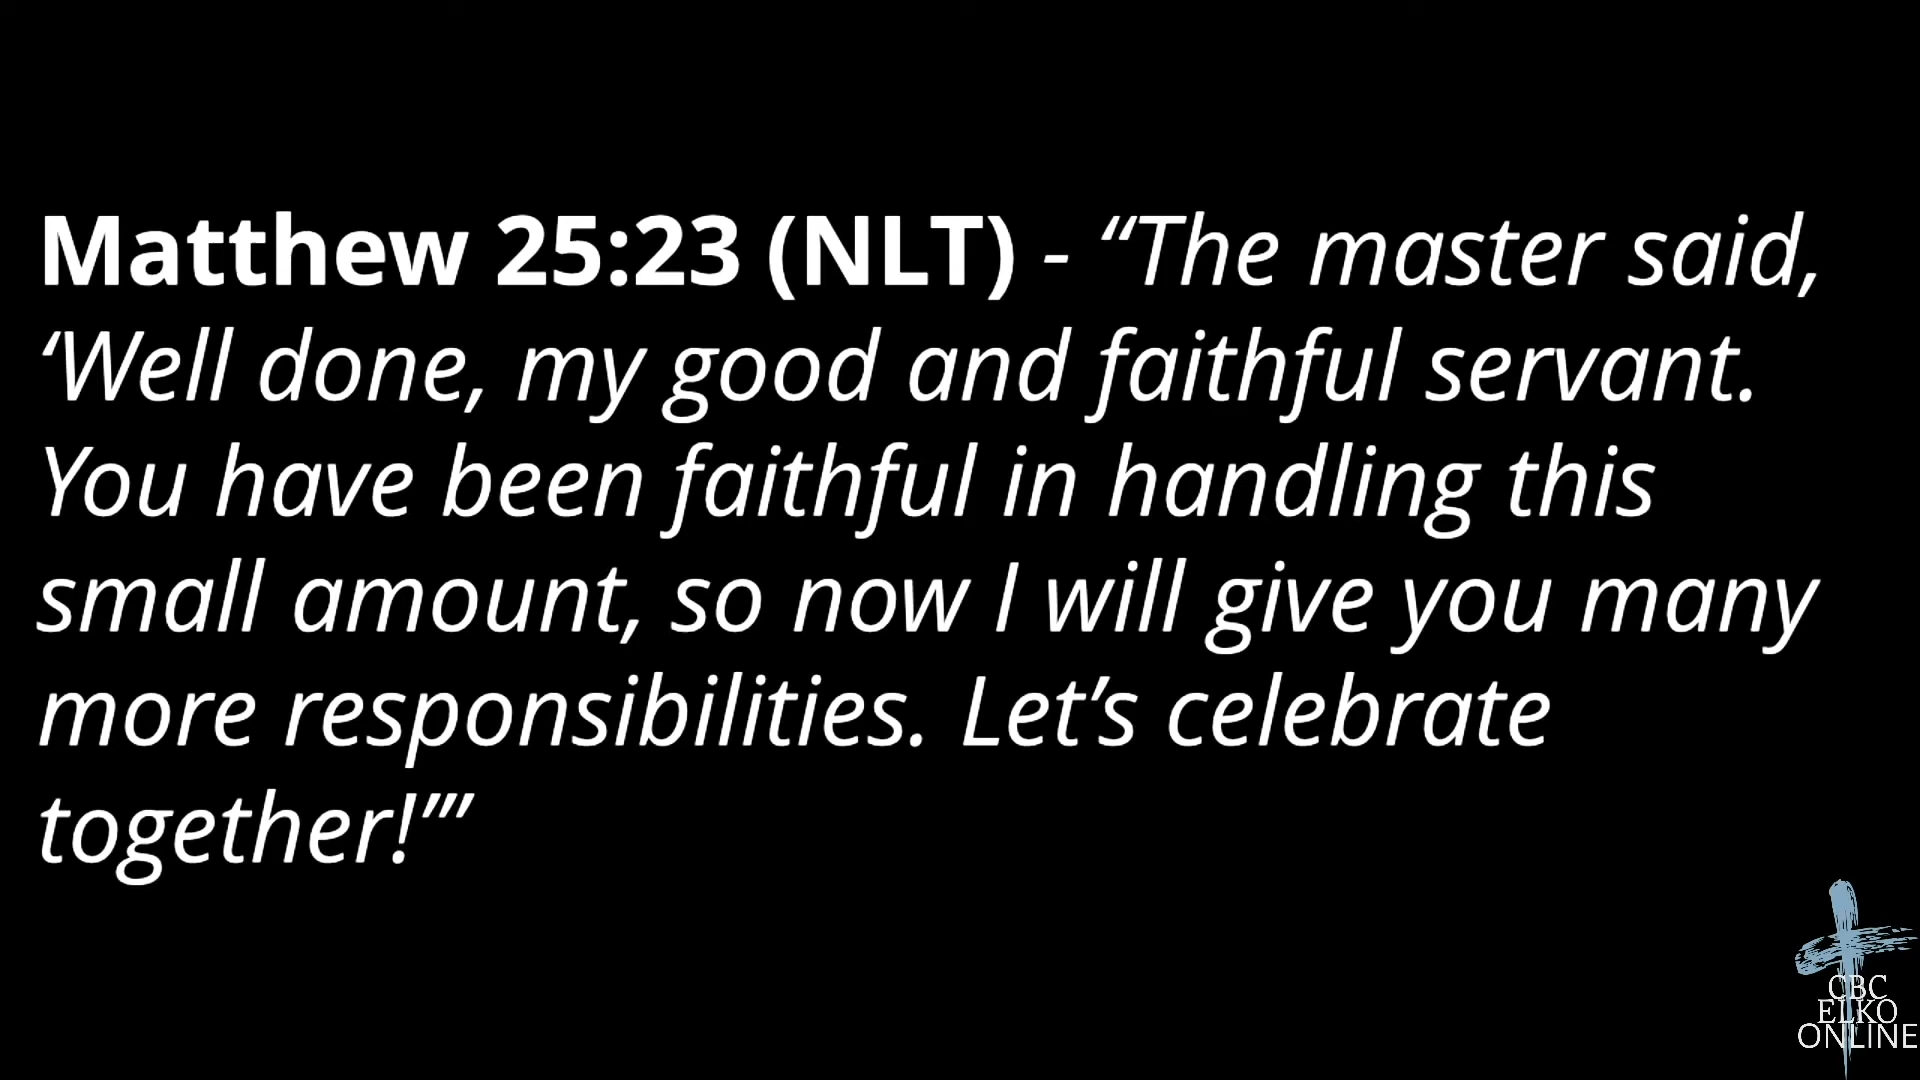 Matthew 25:23 (NLT) - “The master said,
‘Well done, my good and faithful servant.
You have been faithful in handling this
small amount, so now I will give you many
more responsibilities. Let’s celebrate
together!’”
CBC
ELKO
ONLINE